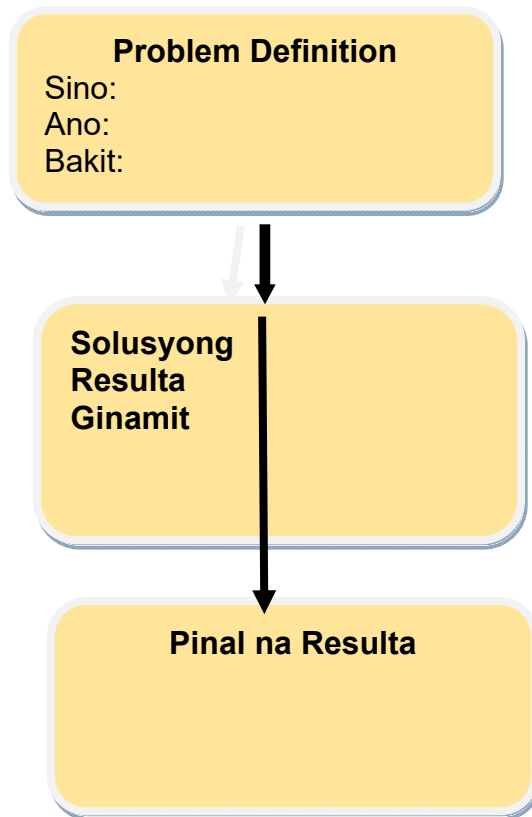 Problem Definition
Sino:
Ano:
Bakit:
Solusyong
Resulta
Ginamit
Pinal na Resulta